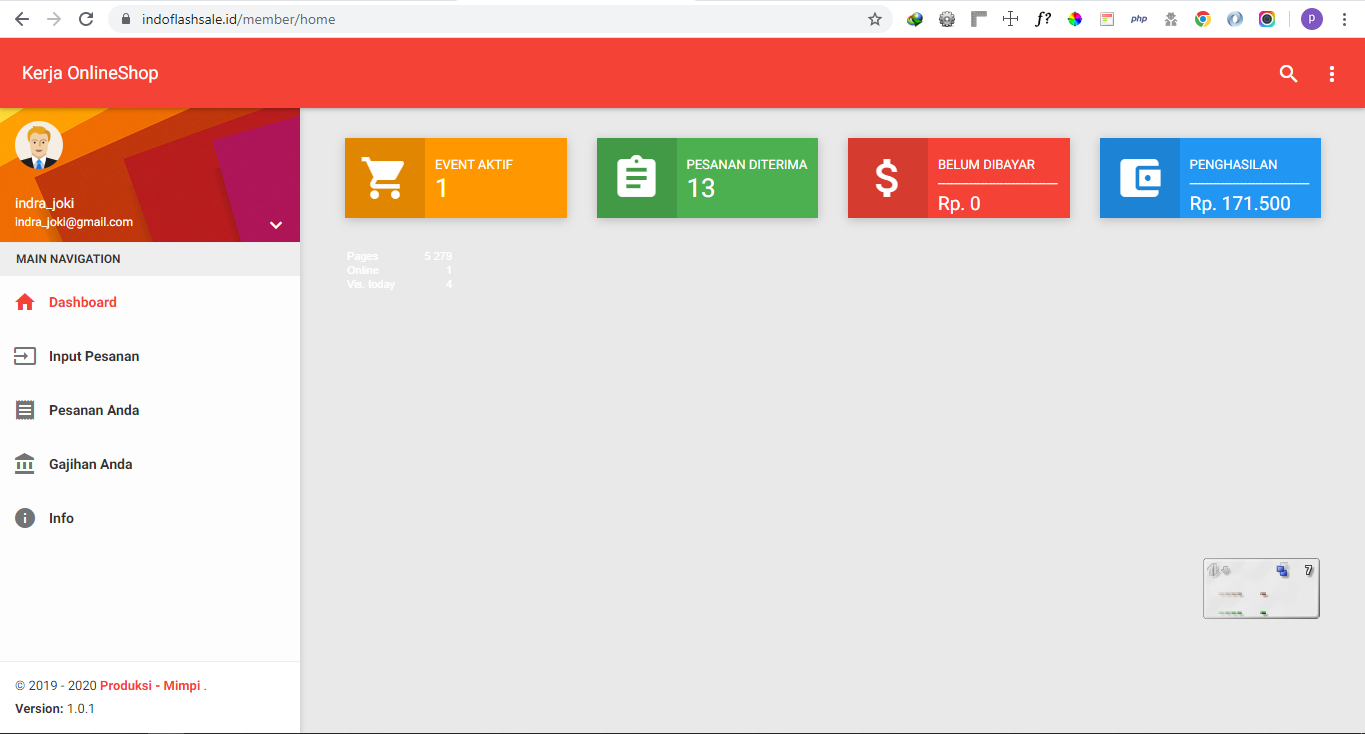 indoflashsale.id/member/home
f?
php
p
Kerja OnlineShop
indra_joki
indra_joki@gmail.com
MAIN NAVIGATION
Dashboard
Input Pesanan
Pesanan Anda
Gajihan Anda
Info
© 2019 - 2020 Produksi - Mimpi .
Version: 1.0.1
EVENT AKTIF
1
PESANAN DITERIMA
13
$
BELUM DIBAYAR
Rp. 0
PENGHASILAN
Rp. 171.500
Pages 5 279
Online 1
Vis. today 4
7